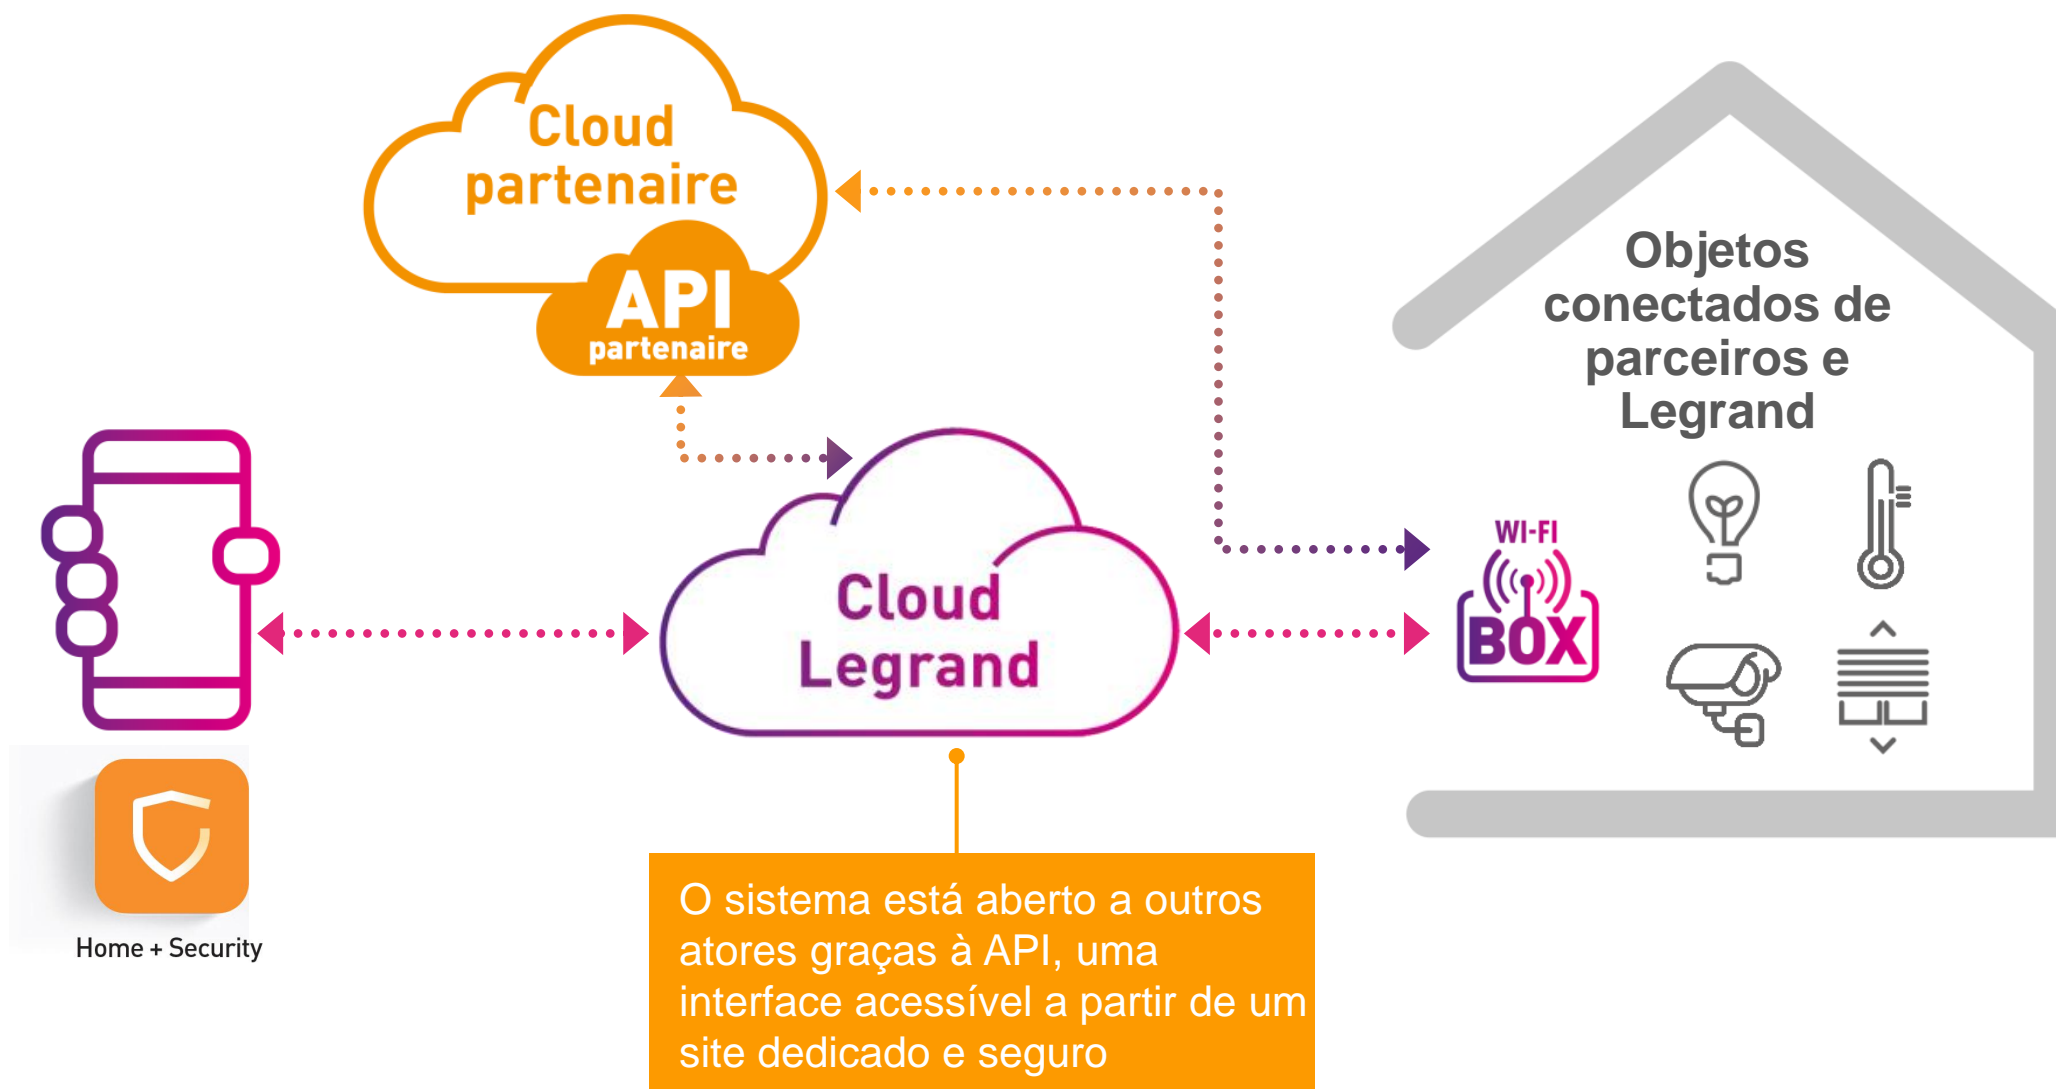 Cloud
partenaire
API
partenaire
Objetos
conectados de
parceiros e
Legrand
WI-FI
BOX
Cloud
Legrand
Home + Security
O sistema está aberto a outros
atores graças à API, uma
interface acessível a partir de um
site dedicado e seguro